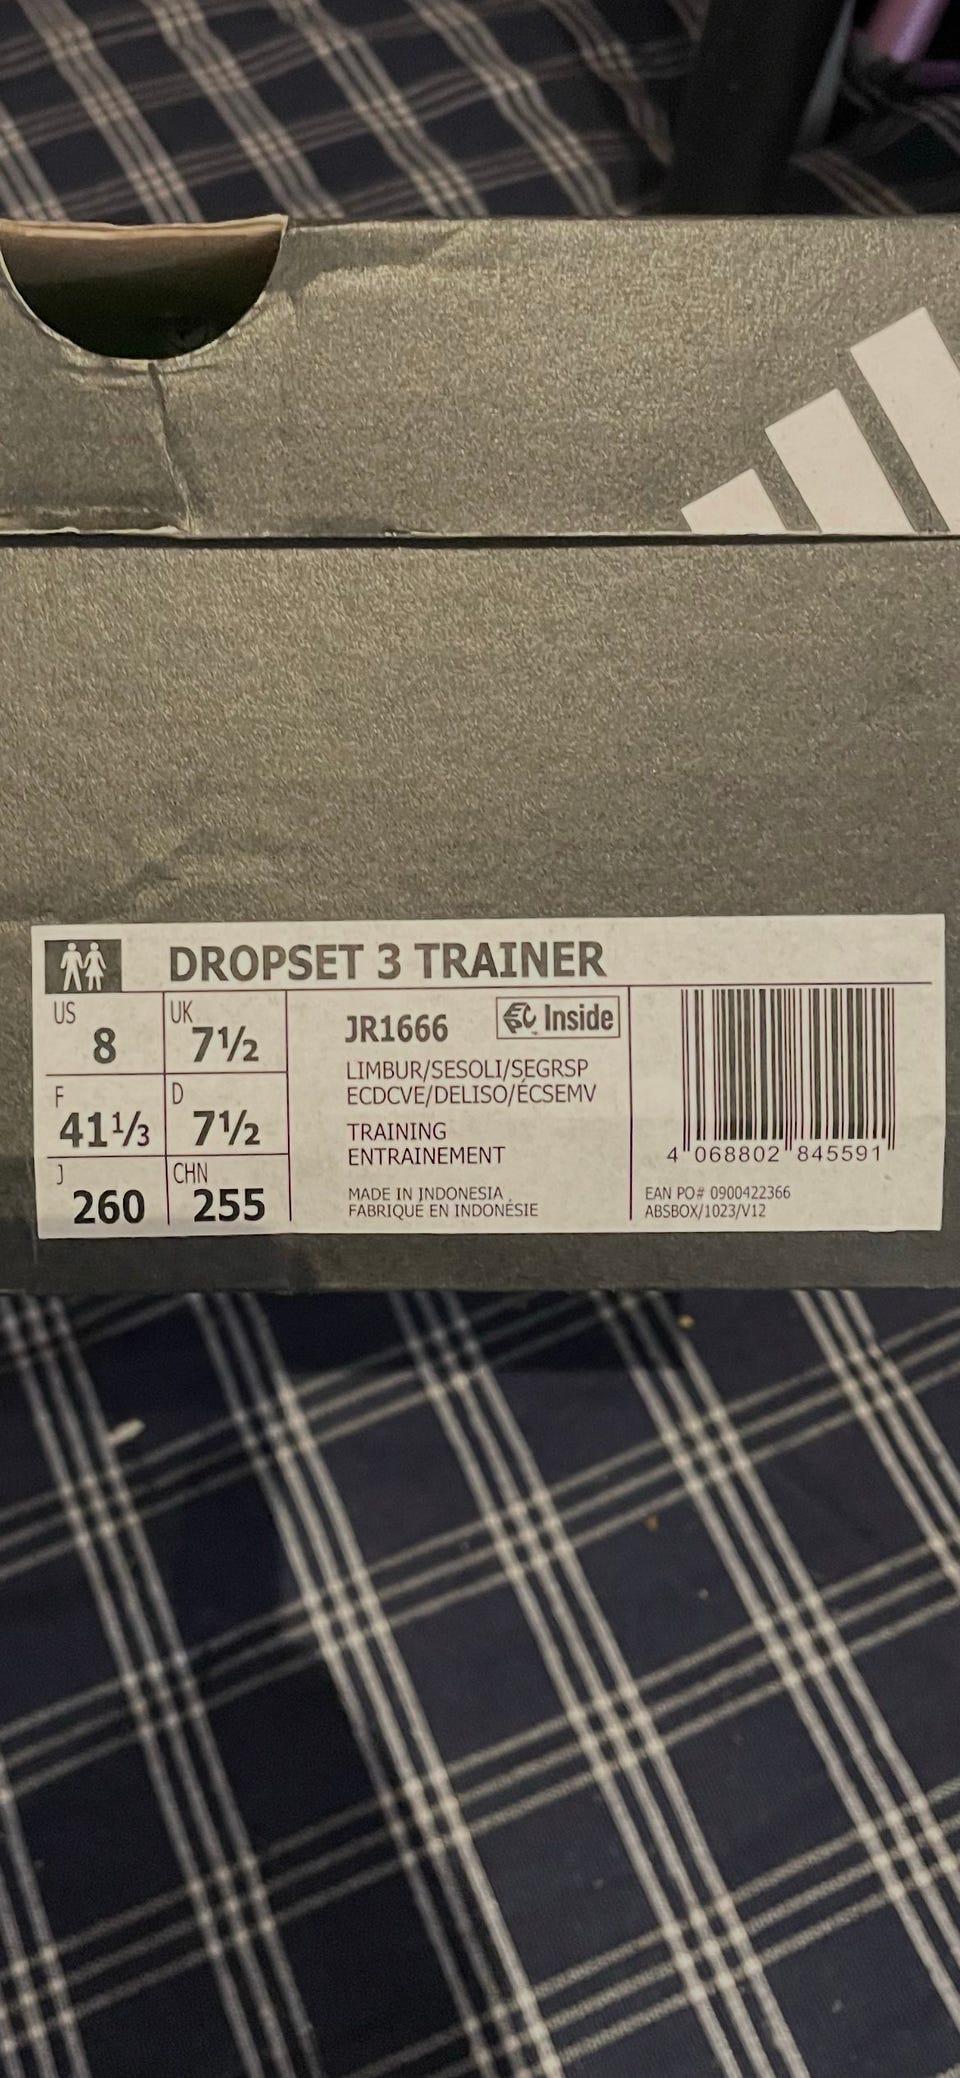 DROPSET 3 TRAINER
US
8
UK
7½
F
41⅓
D
7½
J
260
CHN
255
JR1666
Inside
LIMBUR/SESOLI/SEGRSP
ECDCVE/DELISO/ÉCSEMV
TRAINING
ENTRAINEMENT
MADE IN INDONESIA
FABRIQUÉ EN INDONÉSIE
4 068802 845591
EAN PO# 0900422366
ABSBOX/1023/V12